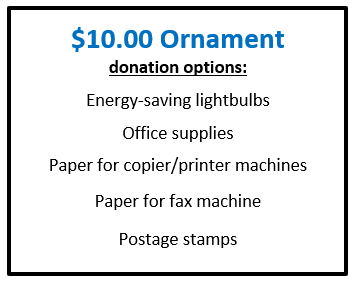 $10.00 Ornament
donation options:
Energy-saving lightbulbs
Office supplies
Paper for copier/printer machines
Paper for fax machine
Postage stamps